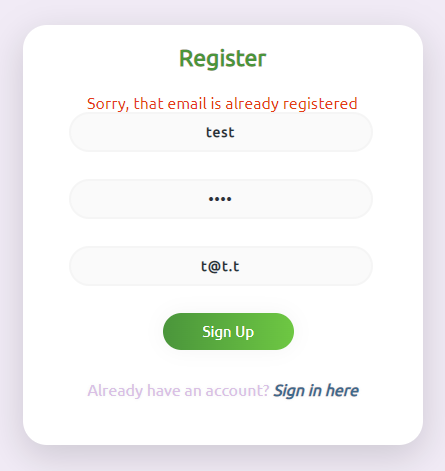 Register
Sorry, that email is already registered
test
••••
t@t.t
Sign Up
Already have an account? Sign in here